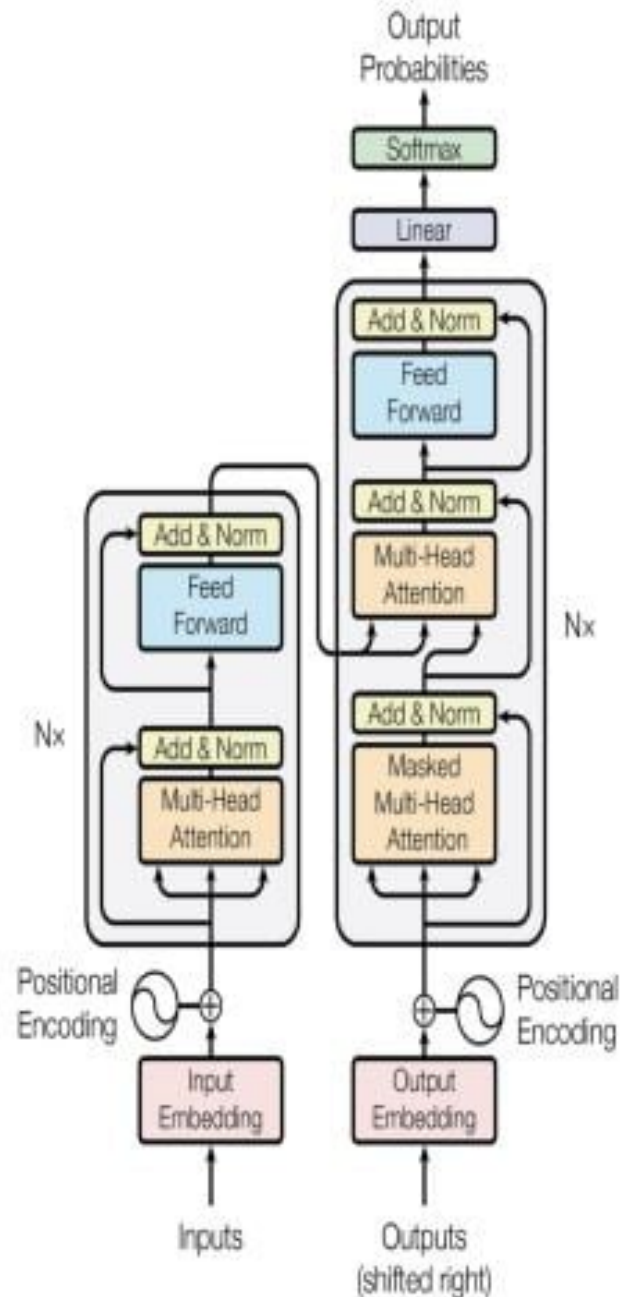 Output
Probabilities
Softmax
Linear
Add & Norm
Feed
Forward
Add & Norm
Multi-Head
Attention
Nx
Add & Norm
Masked
Multi-Head
Attention
Add & Norm
Feed
Forward
Nx
Add & Norm
Multi-Head
Attention
Positional
Encoding
Positional
Encoding
Input
Embedding
Output
Embedding
Inputs
Outputs
(shifted right)